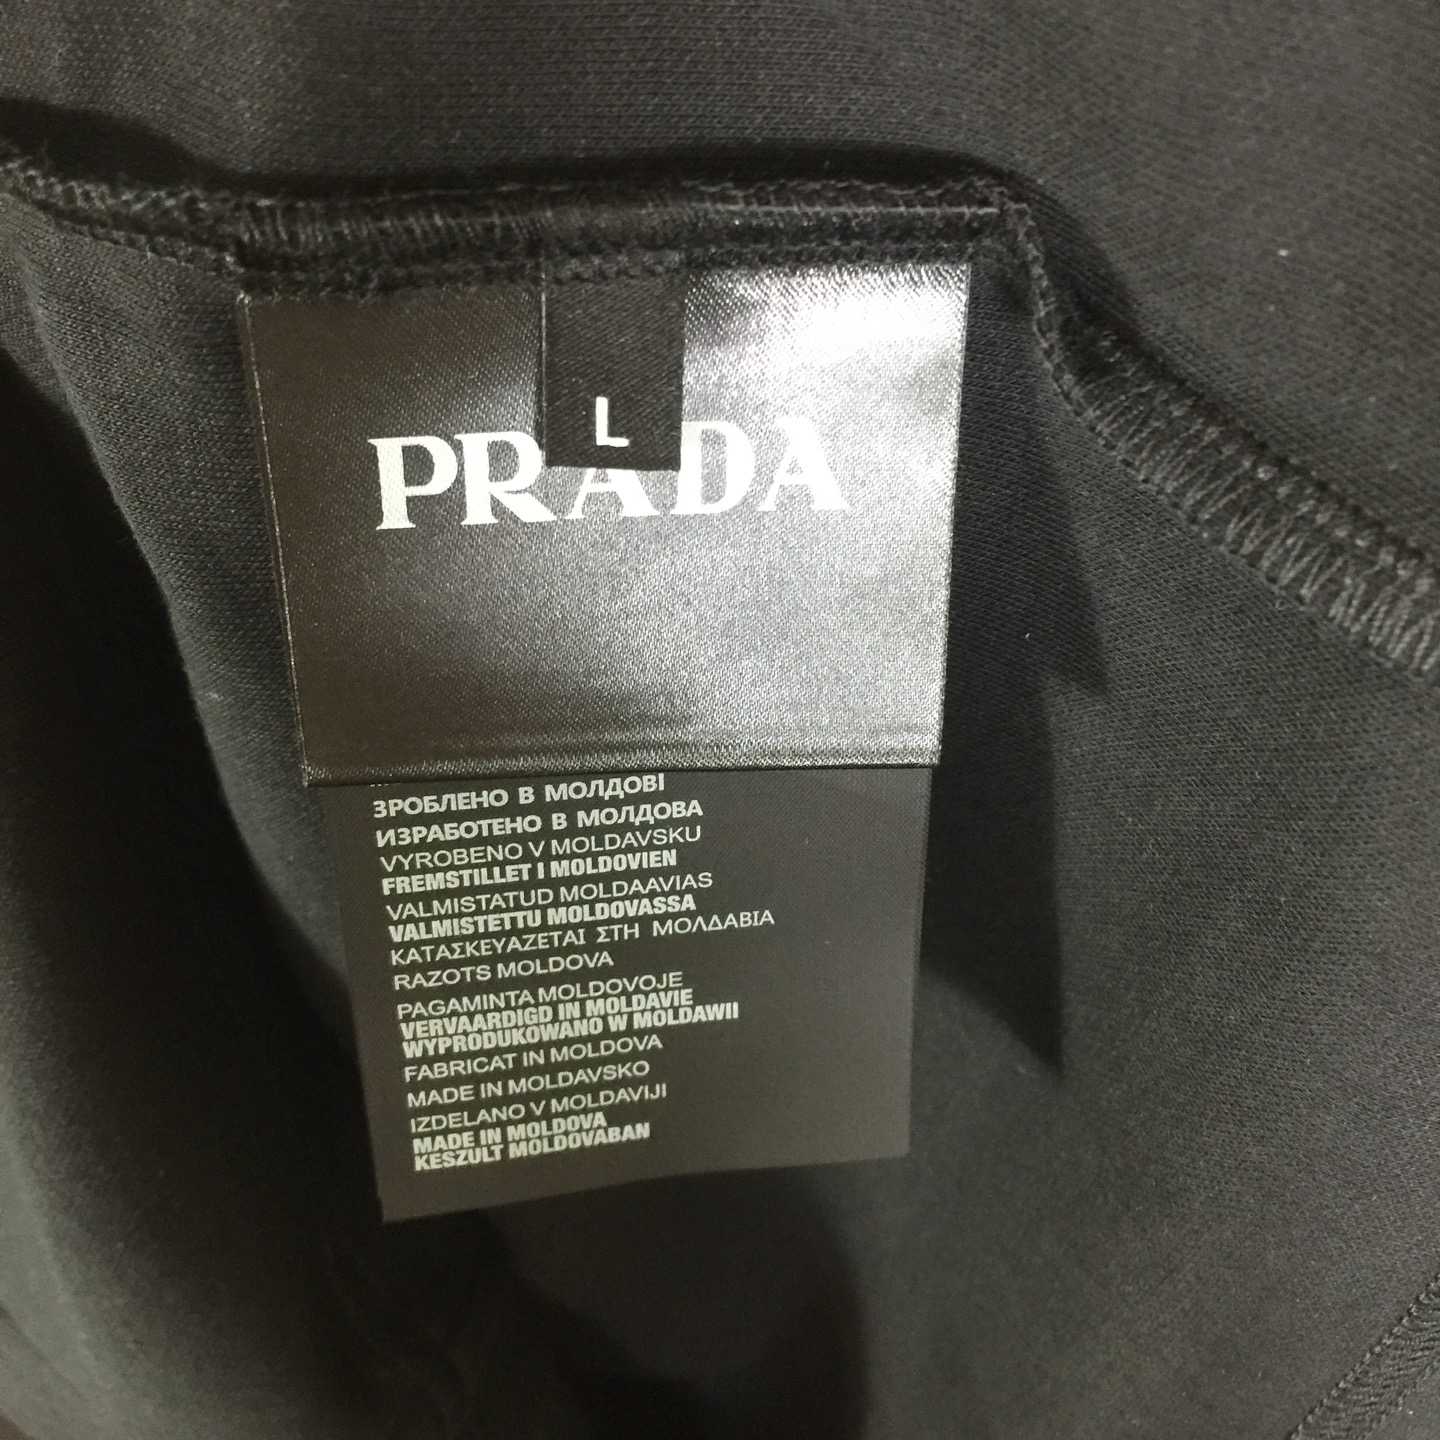 L
PRADA
ЗРОБЛЕНО В МОЛДОВІ
ИЗРАБОТЕНО В МОЛДОВА
VYROBENO V MOLDAVSKU
FREMSTILLET I MOLDOVIEN
VALMISTATUD MOLDAAVIAS
VALMISTETTU MOLDOVASSA
ΚΑΤΑΣΚΕΥΑΖΕΤΑΙ ΣΤΗ ΜΟΛΔΑΒΙΑ
RAZOTS MOLDOVA
PAGAMINTA MOLDOVOJE
VERVAARDIGD IN MOLDAVIE
WYPRODUKOWANO W MOLDAWII
FABRICAT IN MOLDOVA
MADE IN MOLDAVSKO
IZDELANO V MOLDAVIJI
MADE IN MOLDOVA
KESZULT MOLDOVABAN